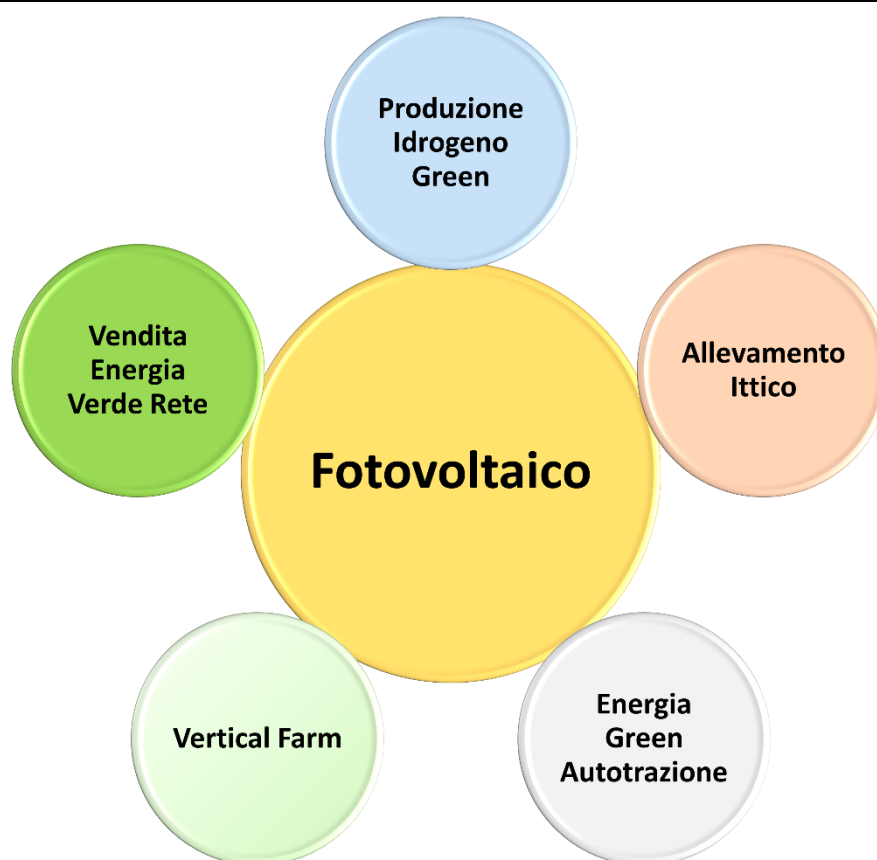 Produzione
Idrogeno
Green
Vendita
Energia
Verde Rete
Allevamento
Ittico
Fotovoltaico
Vertical Farm
Energia
Green
Autotrazione